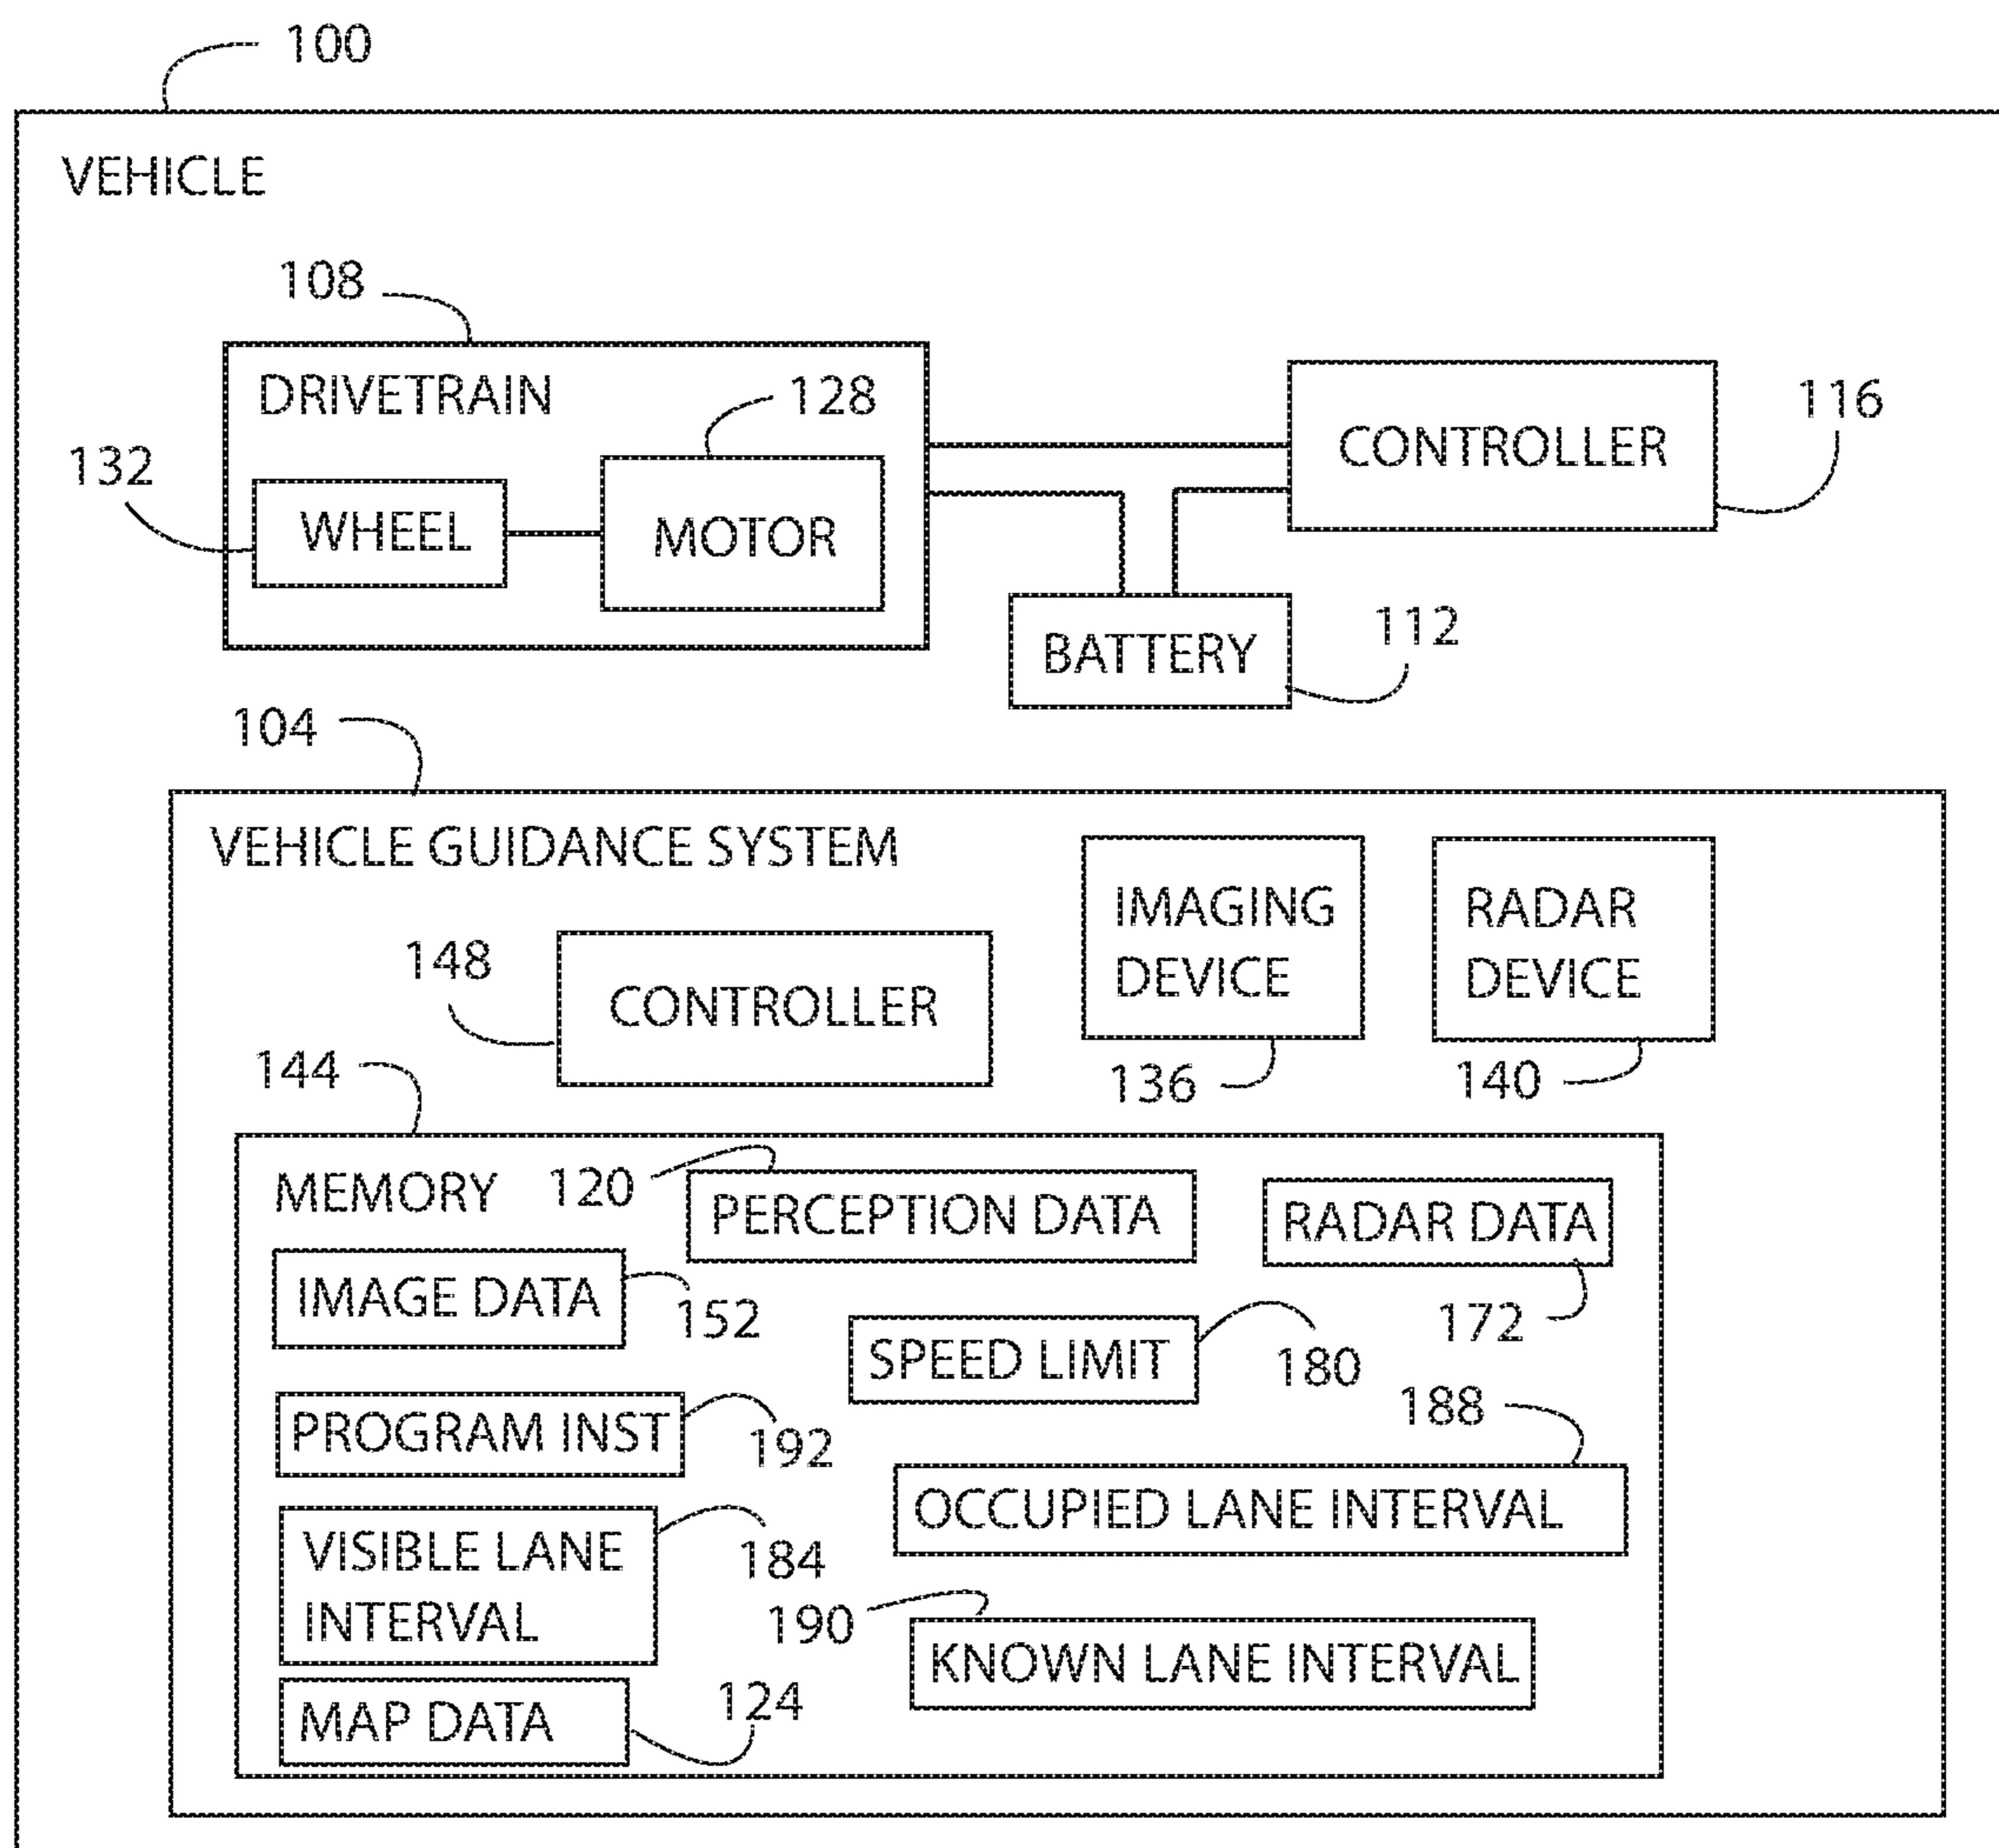 100
VEHICLE
108
DRIVETRAIN
128
116
CONTROLLER
132
WHEEL
MOTOR
112
BATTERY
104
VEHICLE GUIDANCE SYSTEM
IMAGING
DEVICE
RADAR
DEVICE
148
CONTROLLER
144
136
140
MEMORY
120
PERCEPTION DATA
RADAR DATA
IMAGE DATA
152
172
SPEED LIMIT
180
188
PROGRAM INST
192
OCCUPIED LANE INTERVAL
VISIBLE LANE
INTERVAL
184
190
KNOWN LANE INTERVAL
124
MAP DATA